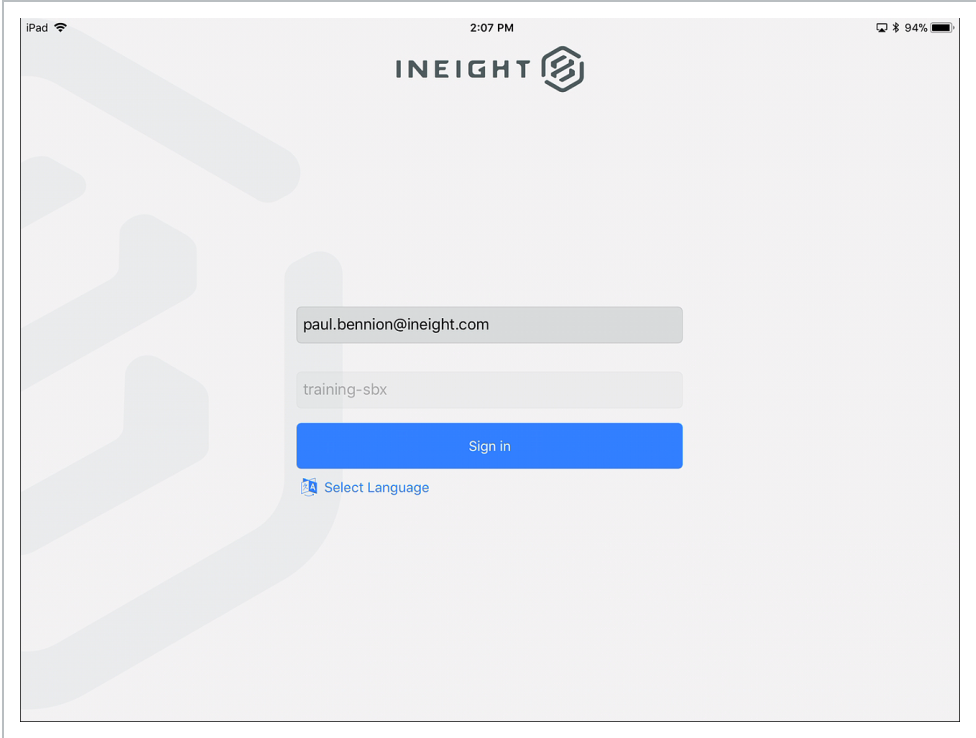 iPad 2:07 PM 94%
INEIGHT
paul.bennion@ineight.com
training-sbx
Sign in
Select Language